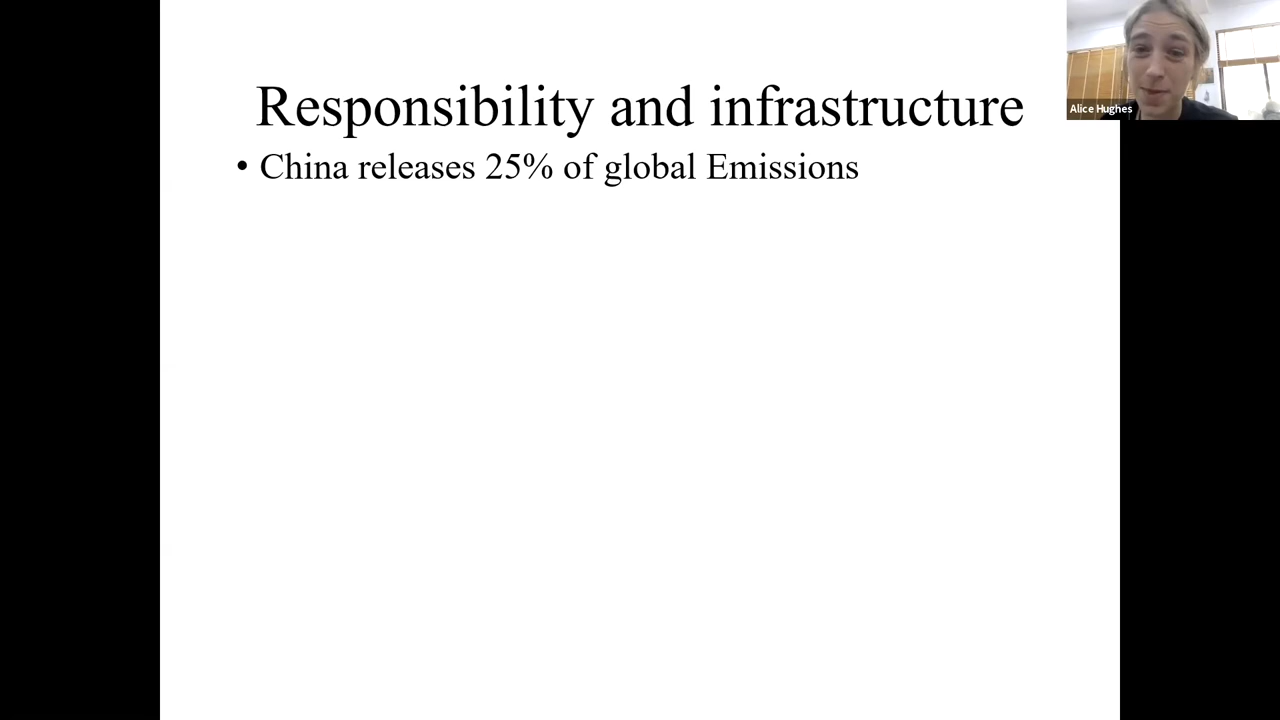 Responsibility and infrastructure
• China releases 25% of global Emissions
Alice Hughes